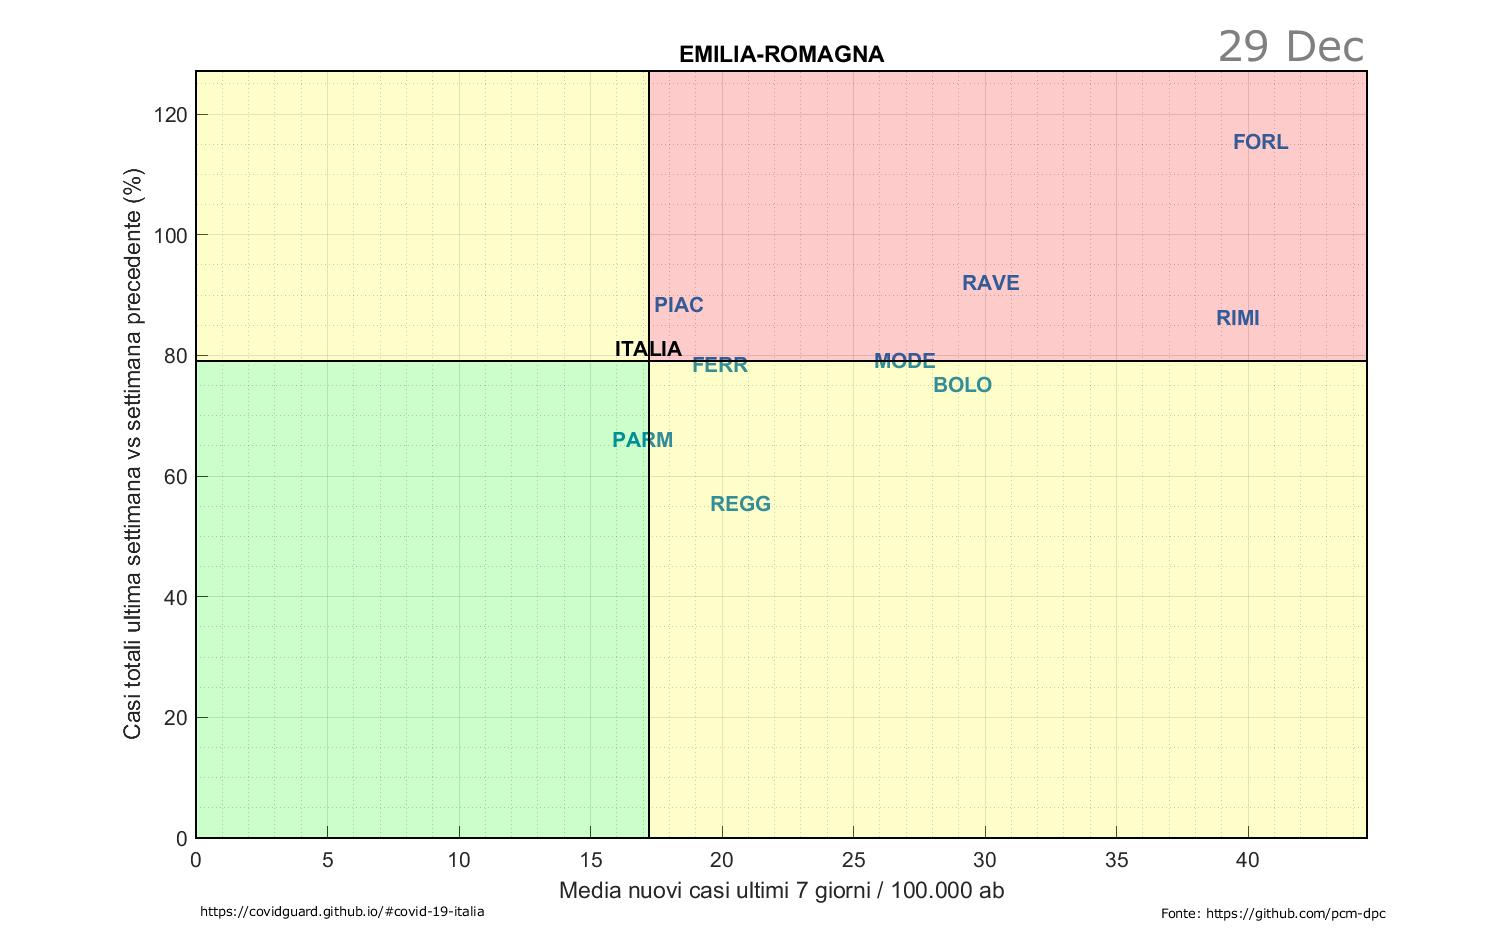 EMILIA-ROMAGNA
29 Dec
Casi totali ultima settimana vs settimana precedente (%)
120
100
80
60
40
20
0
FORL
RAVE
PIAC
RIMI
ITALIA
FERR
MODE
BOLO
PARM
REGG
0 5 10 15 20 25 30 35 40
Media nuovi casi ultimi 7 giorni / 100.000 ab
https://covidguard.github.io/#covid-19-italia
Fonte: https://github.com/pcm-dpc